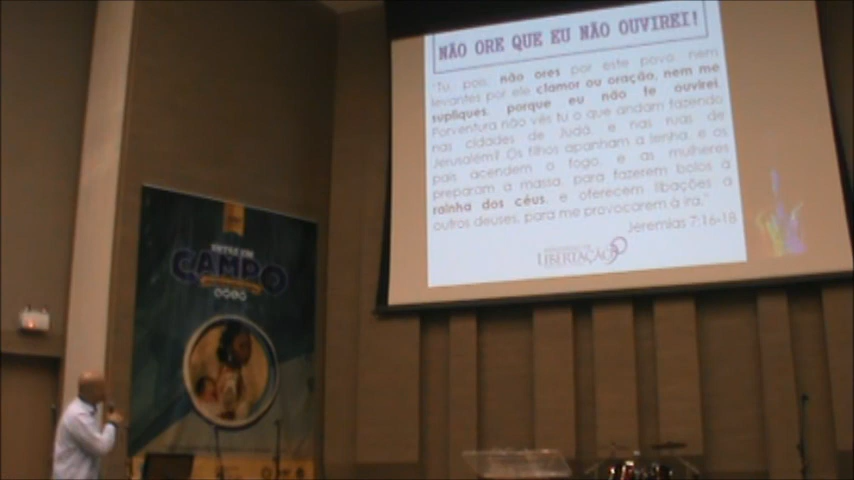 NÃO ORE QUE EU NÃO OUVIREI!
"Tu, pois, não ores por este povo, nem
levantes por ele clamor ou oração, nem me
supliques, porque eu não te ouvirei.
Porventura não vês tu o que andam fazendo
nas cidades de Judá, e nas ruas de
Jerusalém? Os filhos apanham a lenha, e os
pais acendem o fogo, e as mulheres
preparam a massa, para fazerem bolos à
rainha dos céus, e oferecem libações a
outros deuses, para me provocarem à ira."
Jeremias 7:16-18
LIBERTAÇÃO
ENTRE EM
CAMPO